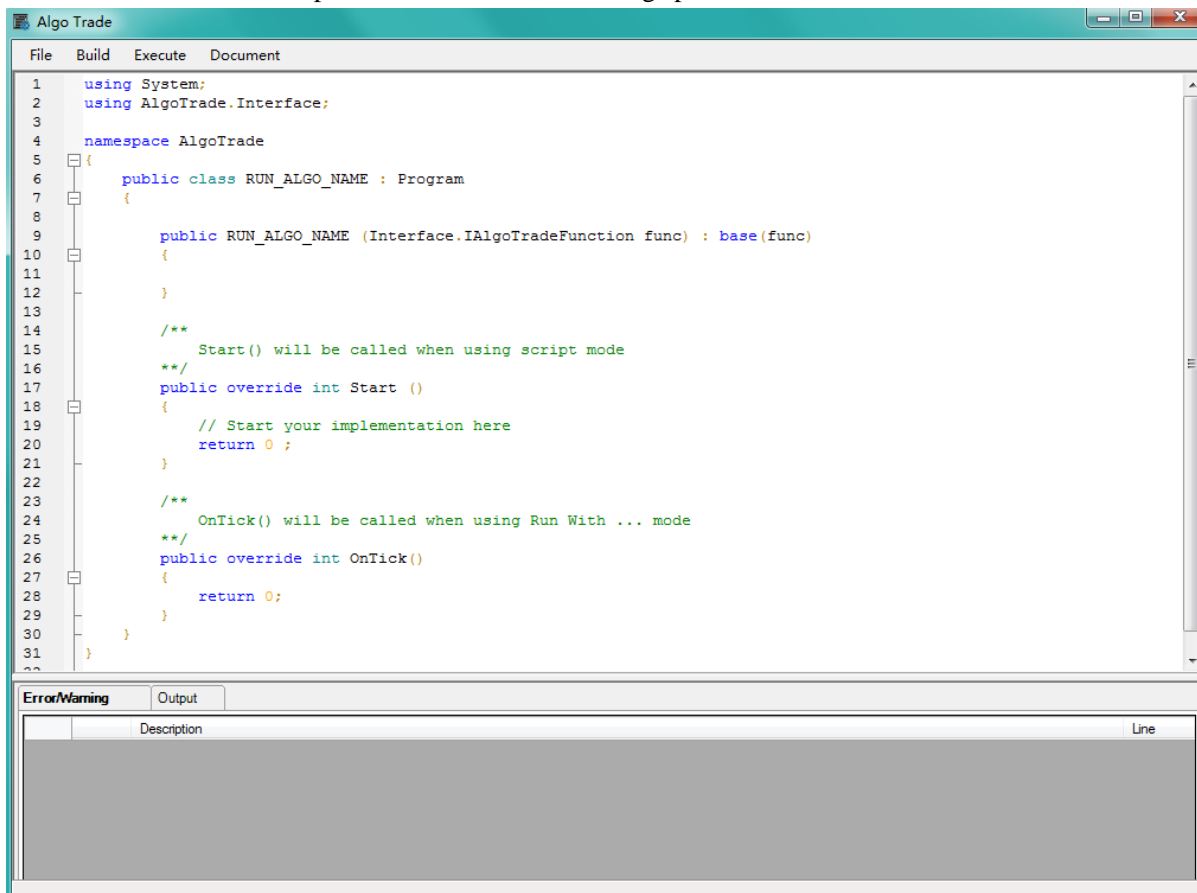 Algo Trade
File Build Execute Document
1 using System;
2 using AlgoTrade.Interface;
3
4 namespace AlgoTrade
5 {
6 public class RUN_ALGO_NAME : Program
7 {
8
9 public RUN_ALGO_NAME (Interface.IAlgoTradeFunction func) : base(func)
10 {
11
12 }
13
14 /**
15 Start() will be called when using script mode
16 **/
17 public override int Start ()
18 {
19 // Start your implementation here
20 return 0 ;
21 }
22
23 /**
24 OnTick() will be called when using Run With ... mode
25 **/
26 public override int OnTick()
27 {
28 return 0;
29 }
30 }
31 }
Error/Warning Output
Description Line